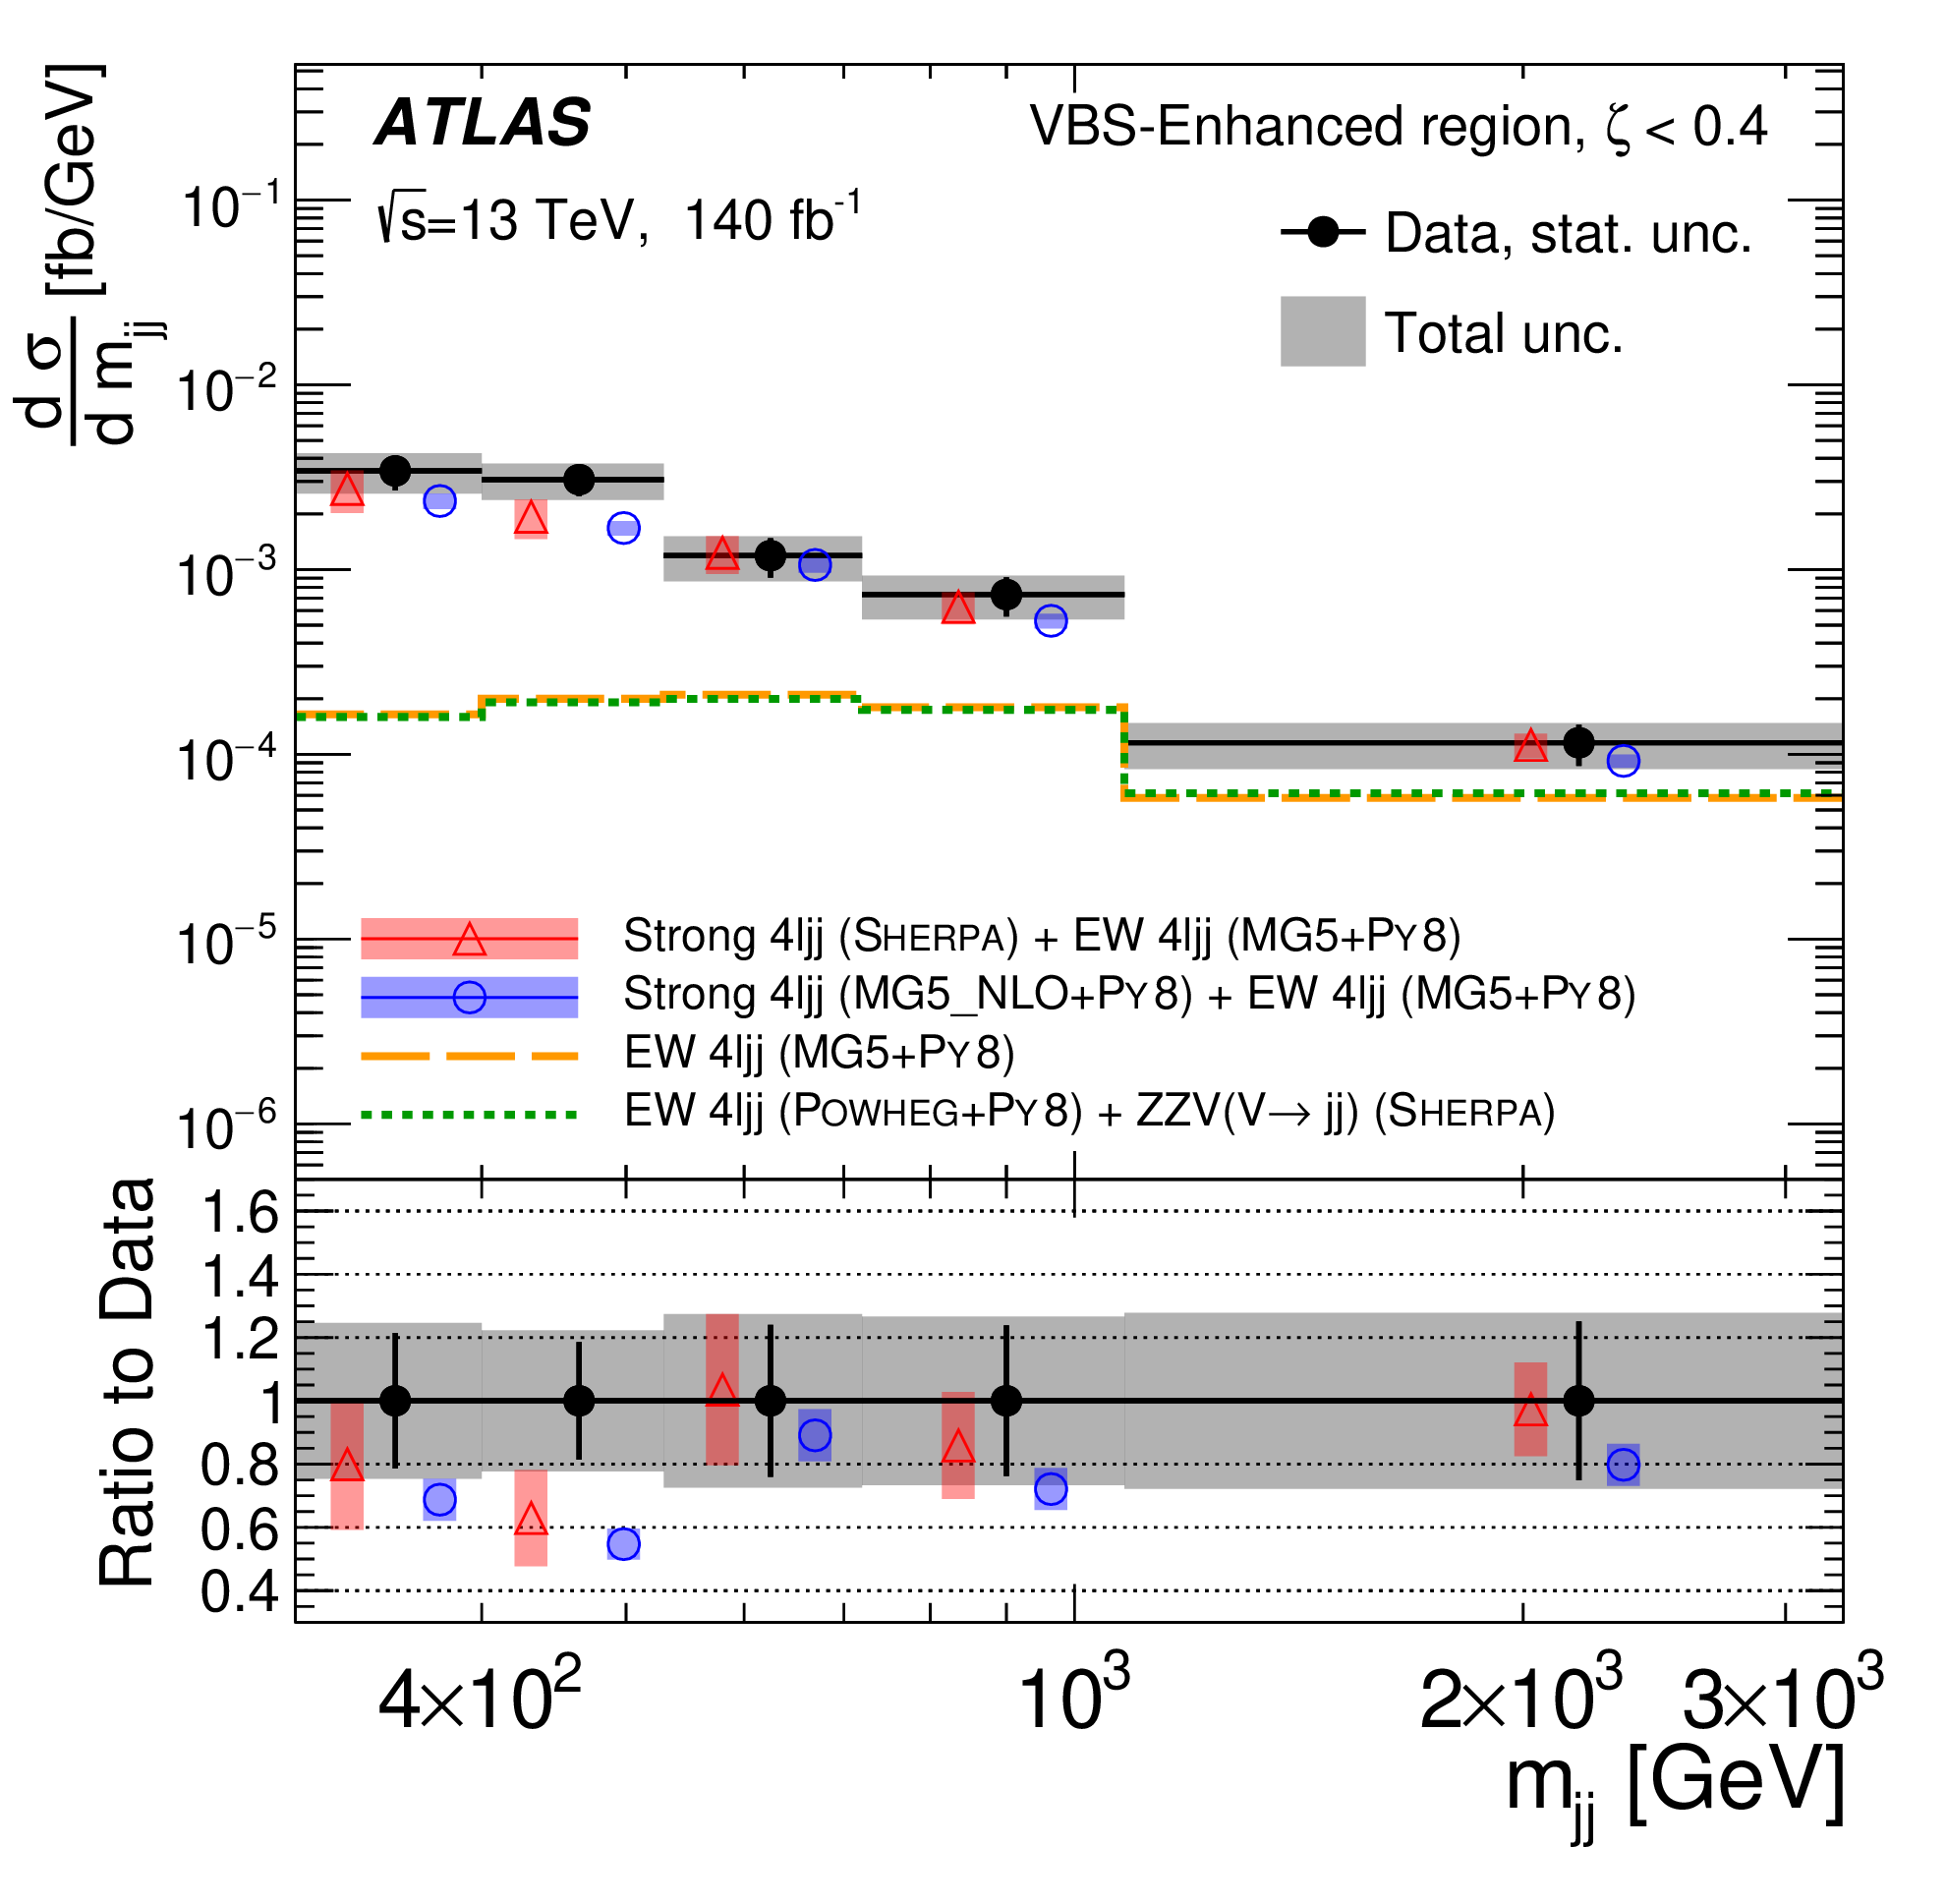 ATLAS
VBS-Enhanced region, ζ < 0.4
√s=13 TeV, 140 fb⁻¹
Data, stat. unc.
Total unc.
d σ
d m_jj
[fb/GeV]
10⁻¹
10⁻²
10⁻³
10⁻⁴
10⁻⁵
10⁻⁶
Strong 4ljj (SHERPA) + EW 4ljj (MG5+PY8)
Strong 4ljj (MG5_NLO+PY8) + EW 4ljj (MG5+PY8)
EW 4ljj (MG5+PY8)
EW 4ljj (POWHEG+PY8) + ZZV(V→ jj) (SHERPA)
Ratio to Data
1.6
1.4
1.2
1
0.8
0.6
0.4
4×10² 10³ 2×10³ 3×10³
m_jj [GeV]